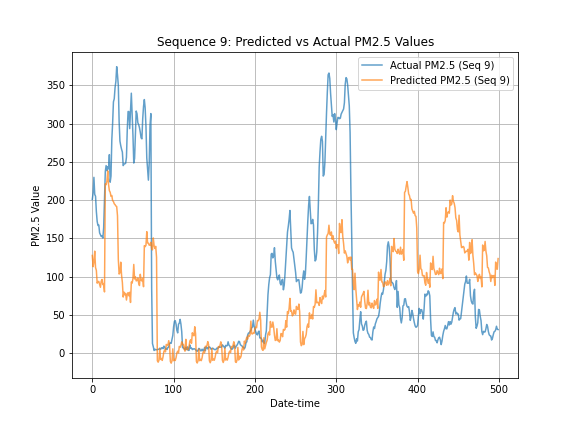 Sequence 9: Predicted vs Actual PM2.5 Values
Actual PM2.5 (Seq 9)
Predicted PM2.5 (Seq 9)
PM2.5 Value
350
300
250
200
150
100
50
0
0 100 200 300 400 500
Date-time